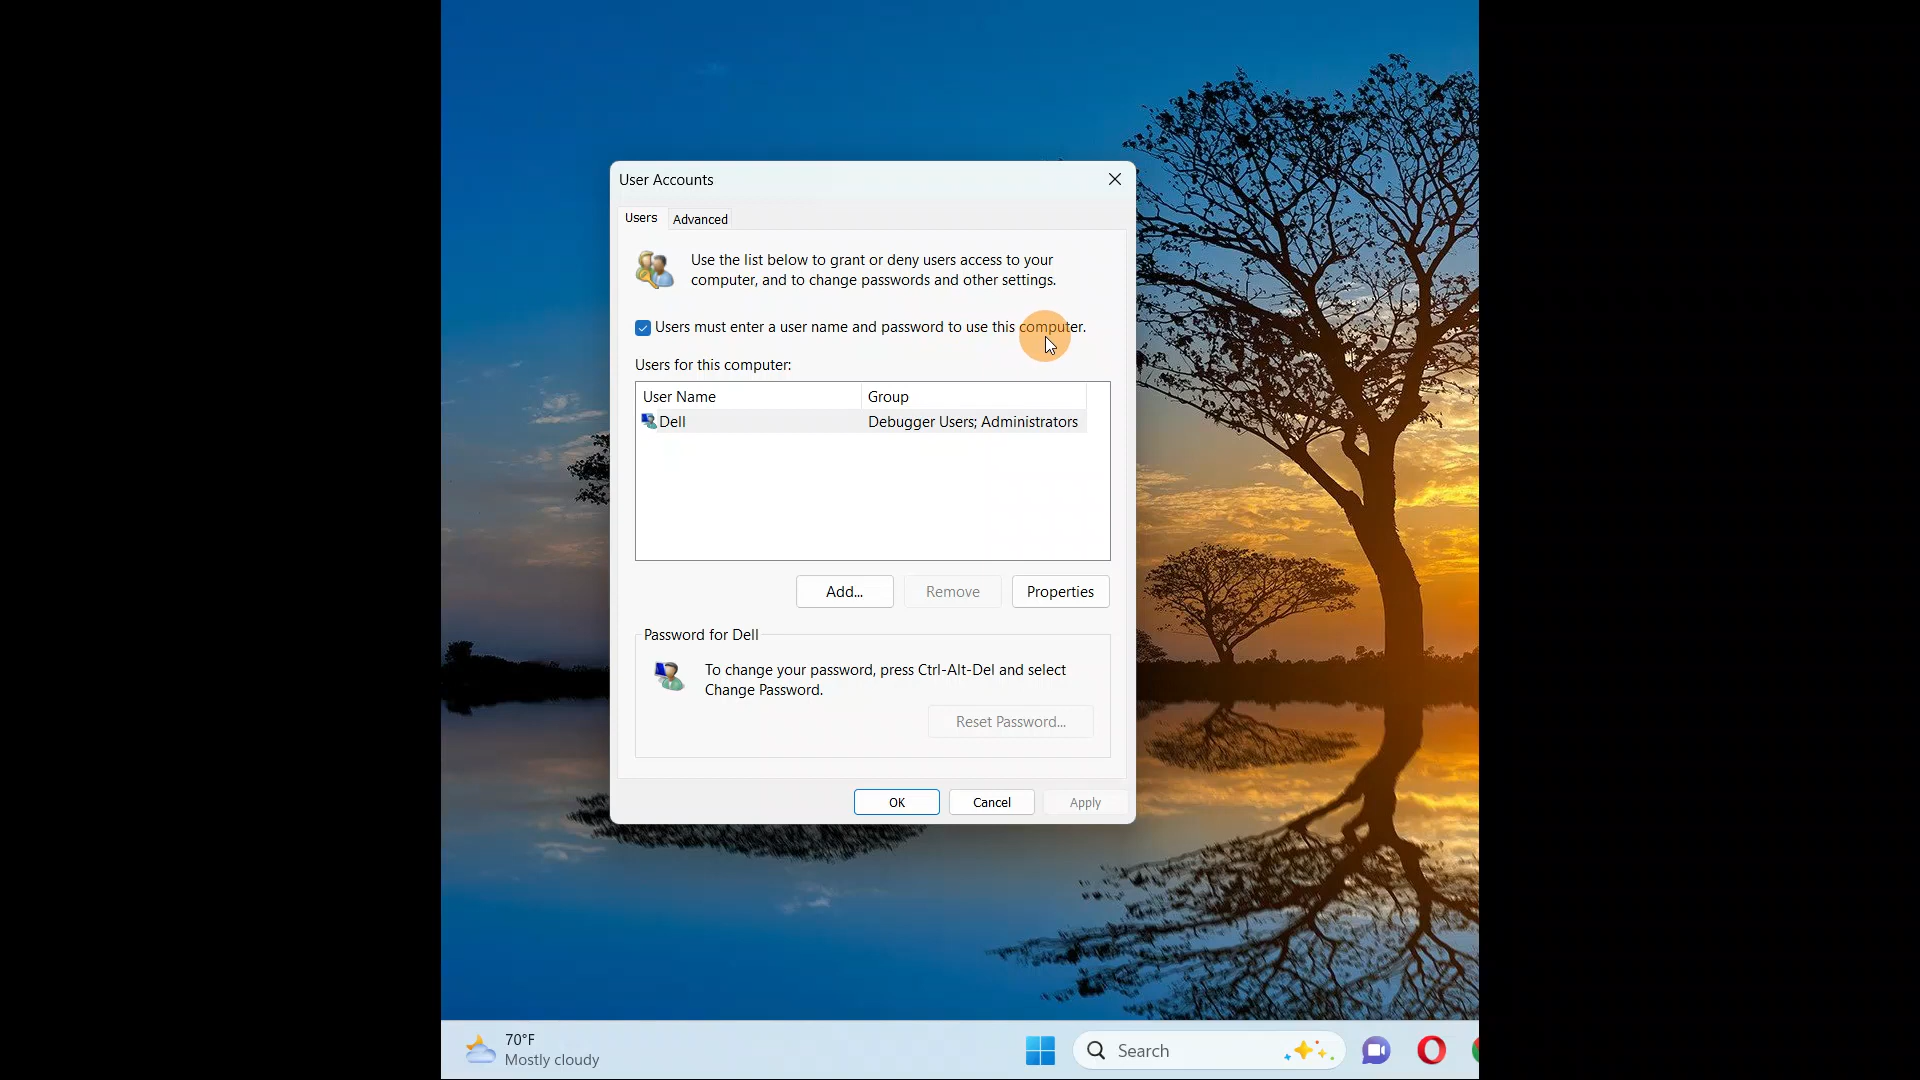 User Accounts
Users
Advanced
Use the list below to grant or deny users access to your
computer, and to change passwords and other settings.
Users must enter a user name and password to use this computer.
Users for this computer:
User Name
Group
Dell
Debugger Users; Administrators
Add...
Remove
Properties
Password for Dell
To change your password, press Ctrl-Alt-Del and select
Change Password.
Reset Password...
OK
Cancel
Apply
70°F
Mostly cloudy
Search